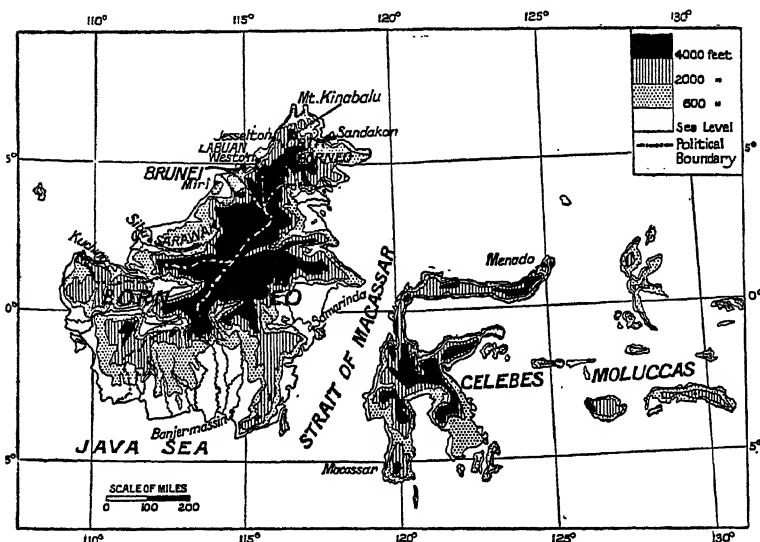 110° 115° 120° 125° 130°
4000 feet
2000 "
600 "
Sea Level
Political
Boundary
Mt. Kinabalu
Jesselton
Sandakan
LABUAN
Weston
BORNEO
5° 5°
BRUNEI
Miri
Sibu
SARAWAK
Kuching
STRAIT OF MACASSAR
Menado
BORNEO
0° 0°
Samarinda
CELEBES
MOLUCCAS
Banjermassin
JAVA SEA
Macassar
5° 5°
SCALE OF MILES
0 100 200
110° 115° 120° 125° 130°